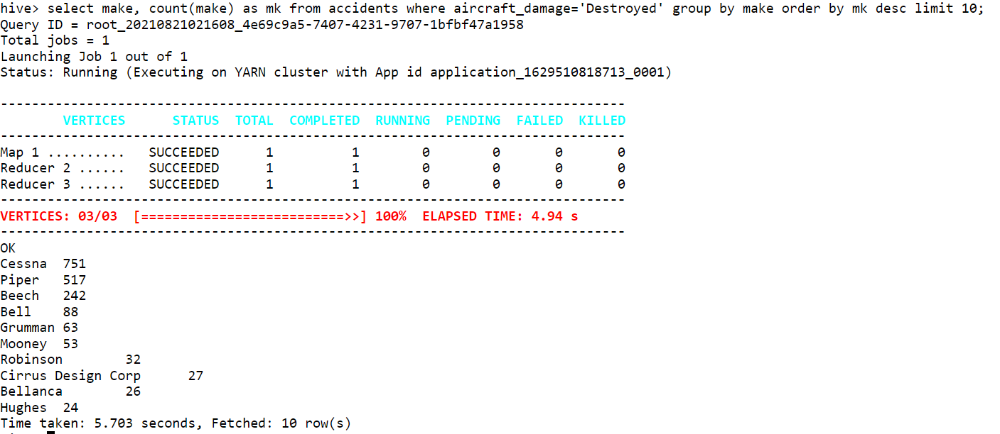 hive> select make, count(make) as mk from accidents where aircraft_damage='Destroyed' group by make order by mk desc limit 10;
Query ID = root_20210821021608_4e69c9a5-7407-4231-9707-1bfbf47a1958
Total jobs = 1
Launching Job 1 out of 1
Status: Running (Executing on YARN cluster with App id application_1629510818713_0001)
--------------------------------------------------------------------------------
        VERTICES      STATUS  TOTAL  COMPLETED  RUNNING  PENDING  FAILED  KILLED
--------------------------------------------------------------------------------
Map 1 ..........   SUCCEEDED      1          1        0        0       0       0
Reducer 2 ......   SUCCEEDED      1          1        0        0       0       0
Reducer 3 ......   SUCCEEDED      1          1        0        0       0       0
--------------------------------------------------------------------------------
VERTICES: 03/03  [==========================>>] 100%  ELAPSED TIME: 4.94 s
--------------------------------------------------------------------------------
OK
Cessna  751
Piper   517
Beech   242
Bell    88
Grumman 63
Mooney  53
Robinson        32
Cirrus Design Corp      27
Bellanca        26
Hughes  24
Time taken: 5.703 seconds, Fetched: 10 row(s)